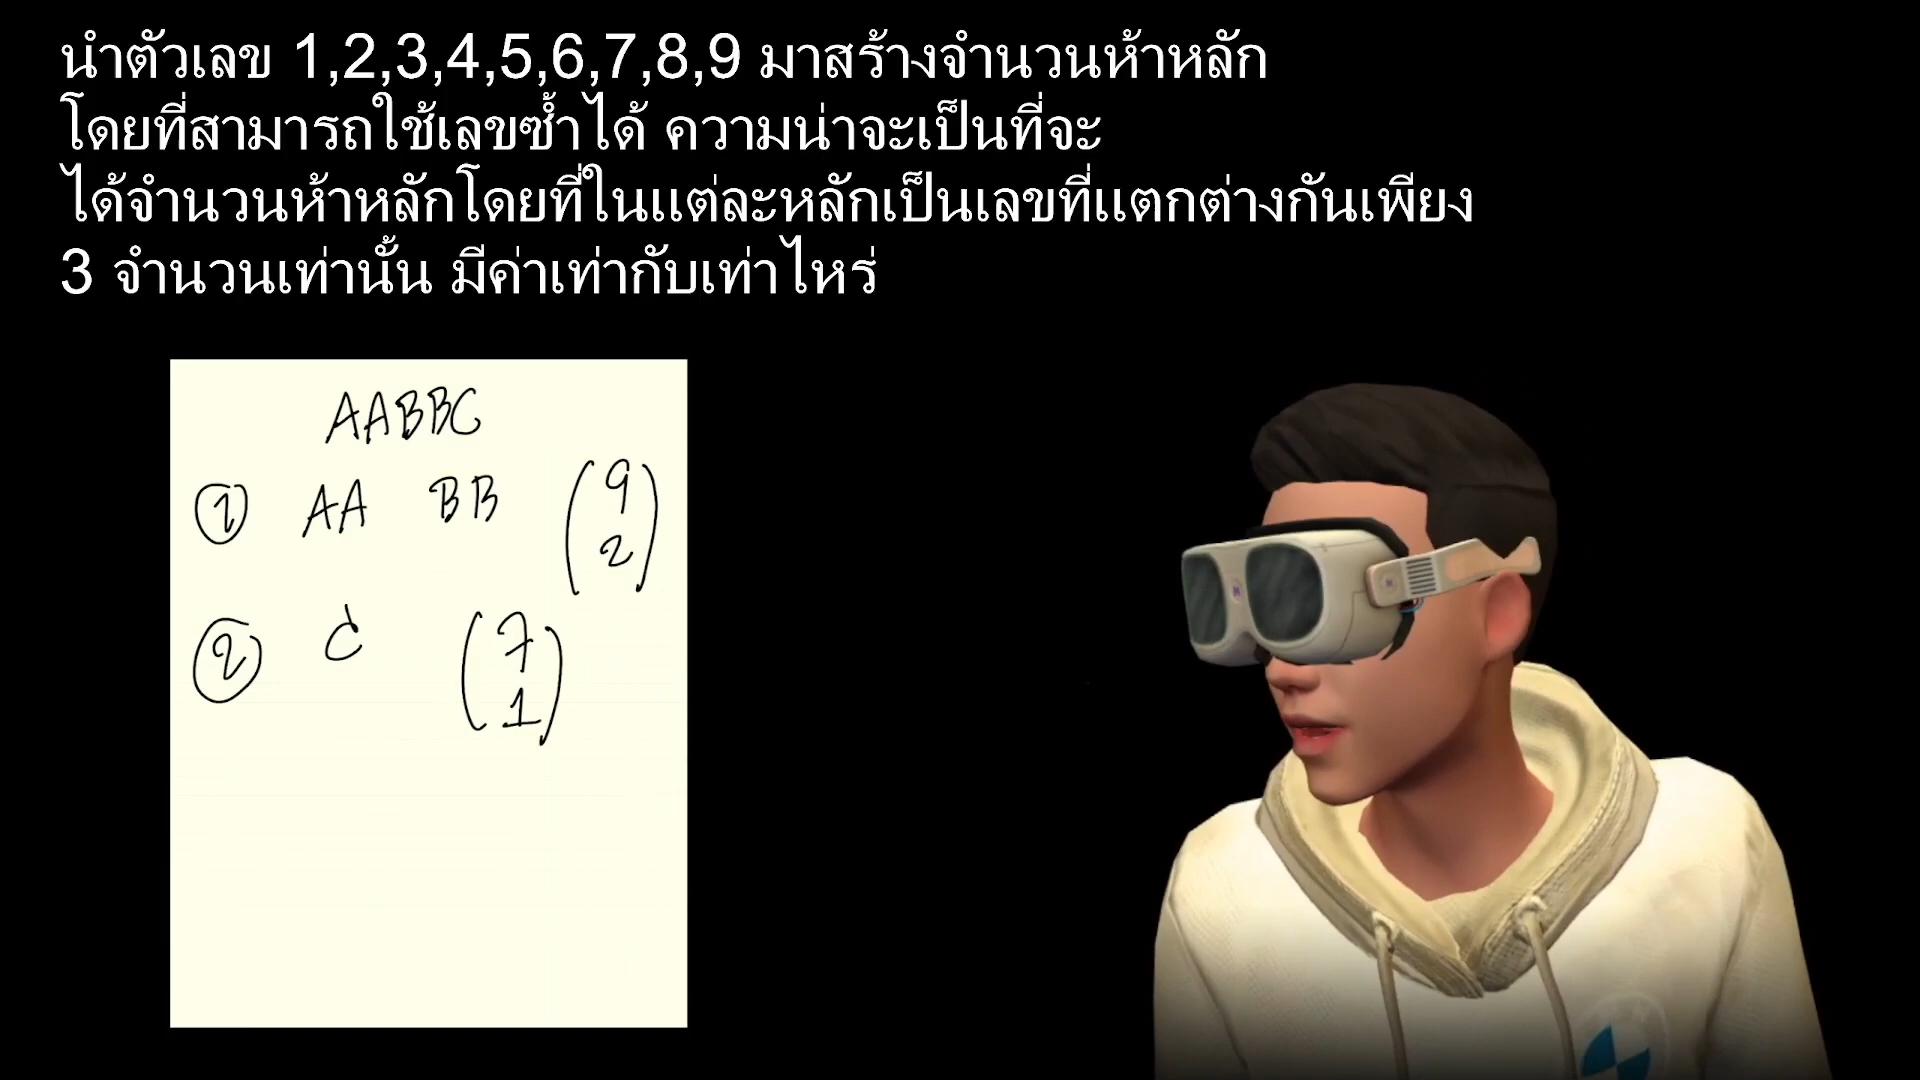 นำตัวเลข 1,2,3,4,5,6,7,8,9 มาสร้างจำนวนห้าหลัก
โดยที่สามารถใช้เลขซ้ำได้ ความน่าจะเป็นที่จะ
ได้จำนวนห้าหลักโดยที่ในแต่ละหลักเป็นเลขที่แตกต่างกันเพียง
3 จำนวนเท่านั้น มีค่าเท่ากับเท่าไหร่
AABBC
1 AA BB (9
2)
2 C (7
1)